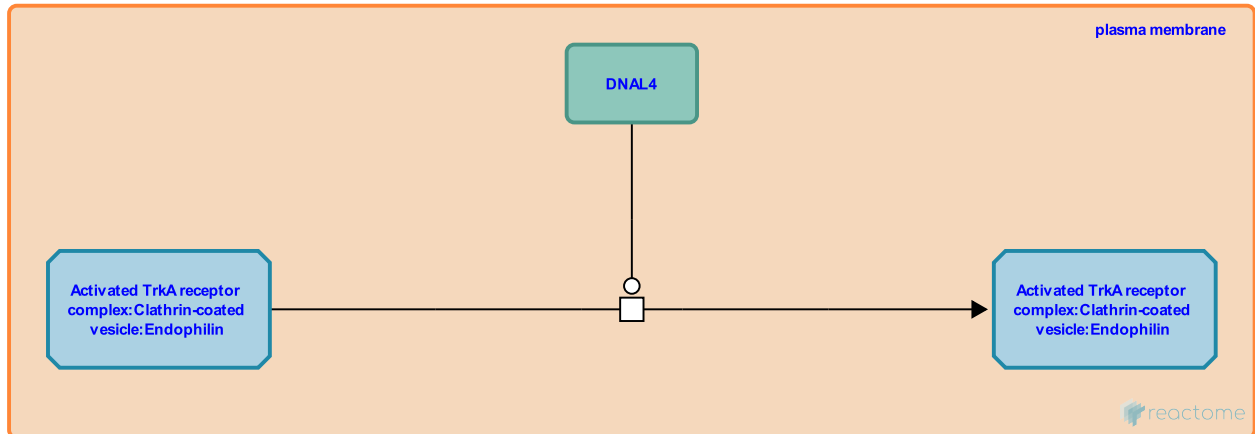 plasma membrane
DNAL4
Activated TrkA receptor
complex:Clathrin-coated
vesicle:Endophilin
Activated TrkA receptor
complex:Clathrin-coated
vesicle:Endophilin
reactome